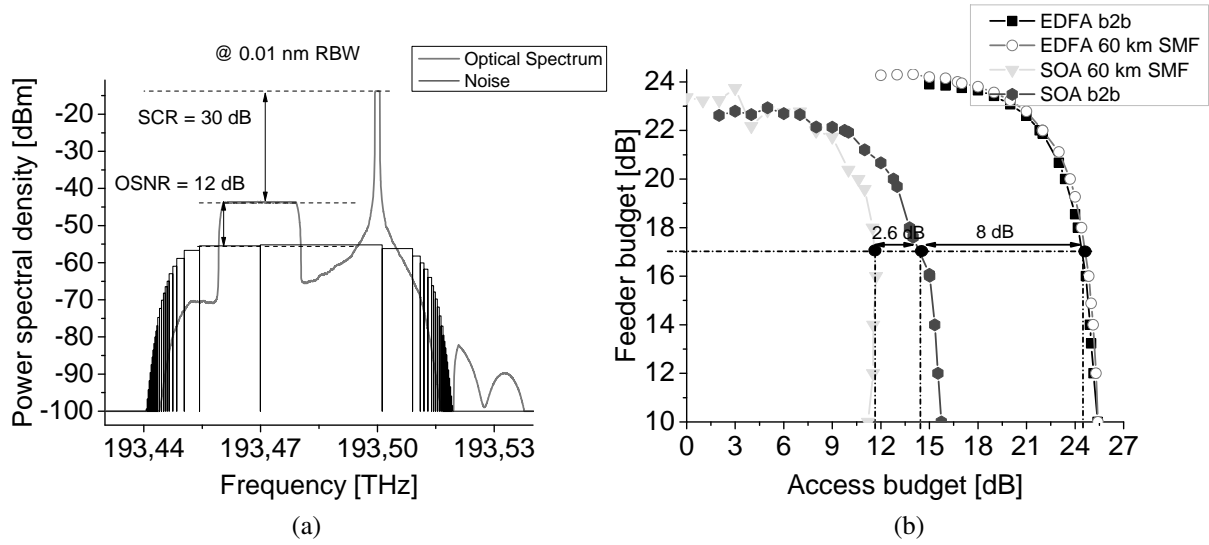 @ 0.01 nm RBW
Optical Spectrum
Noise
SCR = 30 dB
OSNR = 12 dB
Power spectral density [dBm]
-20
-30
-40
-50
-60
-70
-80
-90
-100
193,44 193,47 193,50 193,53
Frequency [THz]
(a)
EDFA b2b
EDFA 60 km SMF
SOA 60 km SMF
SOA b2b
2.6 dB
8 dB
Feeder budget [dB]
24
22
20
18
16
14
12
10
0 3 6 9 12 15 18 21 24 27
Access budget [dB]
(b)